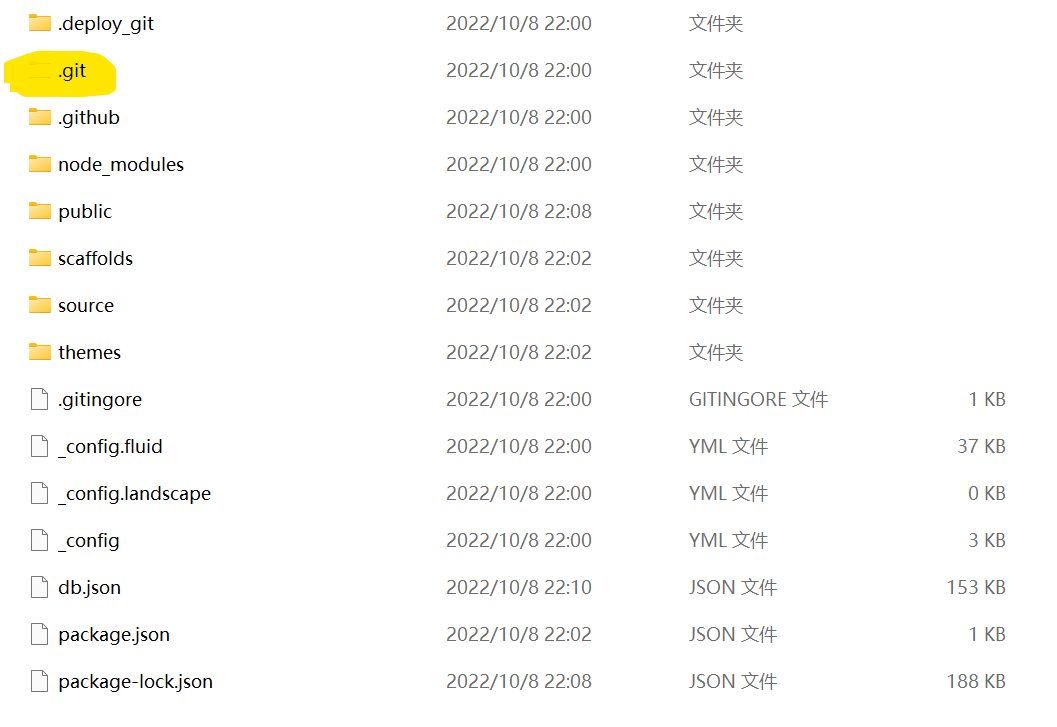 .deploy_git 2022/10/8 22:00 文件夹
.git 2022/10/8 22:00 文件夹
.github 2022/10/8 22:00 文件夹
node_modules 2022/10/8 22:00 文件夹
public 2022/10/8 22:08 文件夹
scaffolds 2022/10/8 22:02 文件夹
source 2022/10/8 22:02 文件夹
themes 2022/10/8 22:02 文件夹
.gitingore 2022/10/8 22:00 GITINGORE 文件 1 KB
_config.fluid 2022/10/8 22:00 YML 文件 37 KB
_config.landscape 2022/10/8 22:00 YML 文件 0 KB
_config 2022/10/8 22:00 YML 文件 3 KB
db.json 2022/10/8 22:10 JSON 文件 153 KB
package.json 2022/10/8 22:02 JSON 文件 1 KB
package-lock.json 2022/10/8 22:08 JSON 文件 188 KB